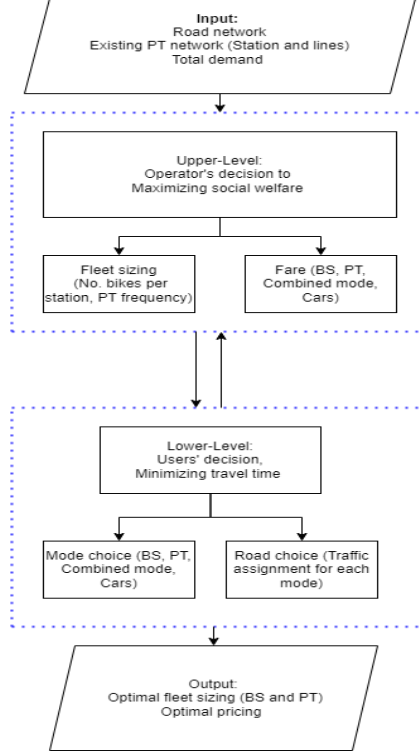 Input:
Road network
Existing PT network (Station and lines)
Total demand
Upper-Level:
Operator's decision to
Maximizing social welfare
Fleet sizing
(No. bikes per
station, PT frequency)
Fare (BS, PT,
Combined mode,
Cars)
Lower-Level:
Users' decision,
Minimizing travel time
Mode choice (BS, PT,
Combined mode,
Cars)
Road choice (Traffic
assignment for each
mode)
Output:
Optimal fleet sizing (BS and PT)
Optimal pricing